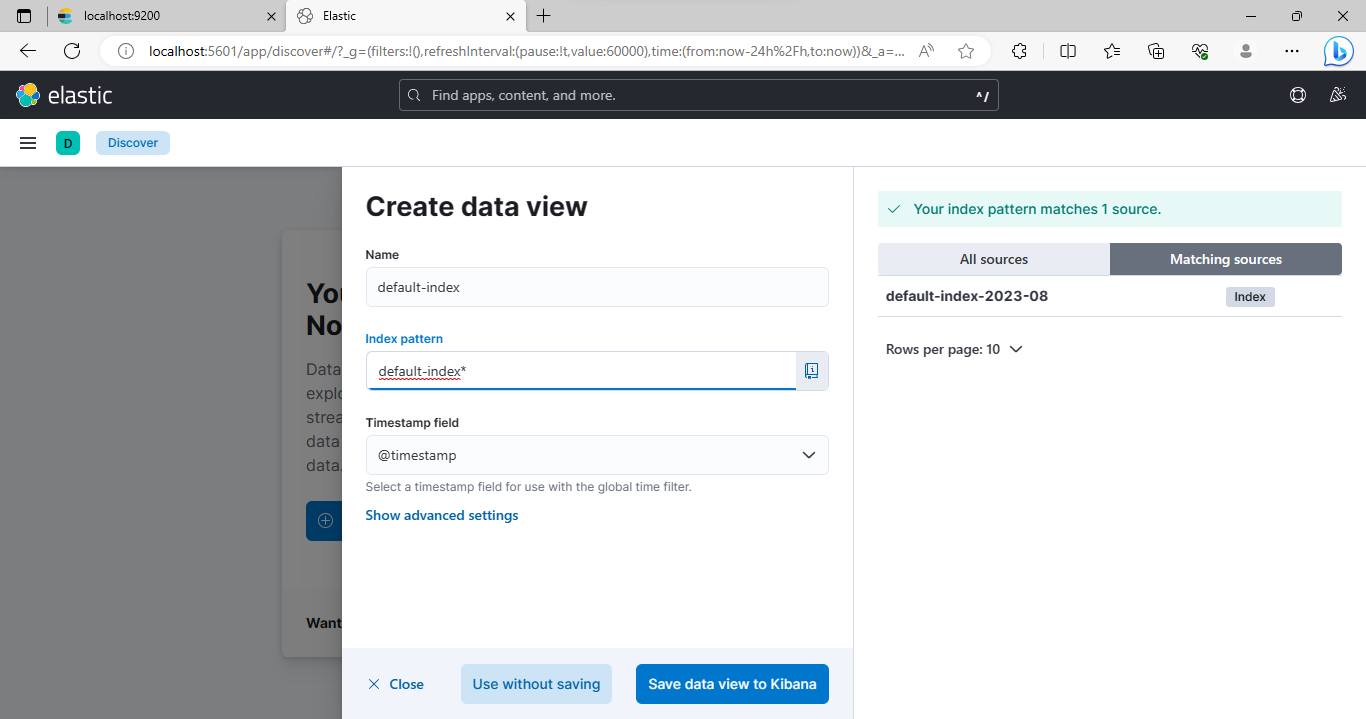 localhost:9200
Elastic
localhost:5601/app/discover#/?_g=(filters:!(),refreshInterval:(pause:!t,value:60000),time:(from:now-24h%2Fh,to:now))&_a=...
elastic
Find apps, content, and more.
^/
D
Discover
Create data view
Name
default-index
Index pattern
default-index*
Timestamp field
@timestamp
Select a timestamp field for use with the global time filter.
Show advanced settings
Close
Use without saving
Save data view to Kibana
Your index pattern matches 1 source.
All sources
Matching sources
default-index-2023-08
Index
Rows per page: 10
You
No
Data
explo
strea
data
data.
Want